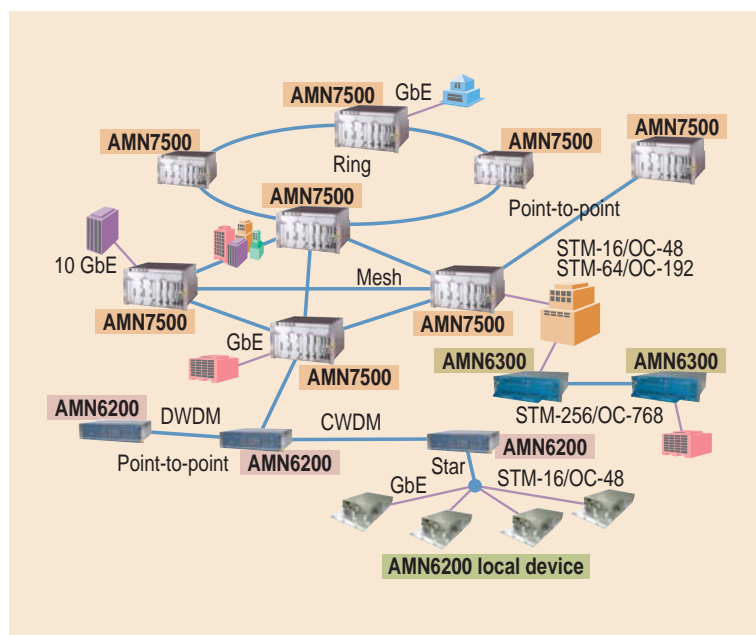 AMN7500
GbE
AMN7500
Ring
AMN7500
AMN7500
AMN7500
Point-to-point
10 GbE
Mesh
STM-16/OC-48
STM-64/OC-192
AMN7500
AMN7500
GbE
AMN7500
AMN6300
AMN6300
STM-256/OC-768
AMN6200
DWDM
CWDM
Point-to-point
AMN6200
AMN6200
Star
GbE
STM-16/OC-48
AMN6200 local device